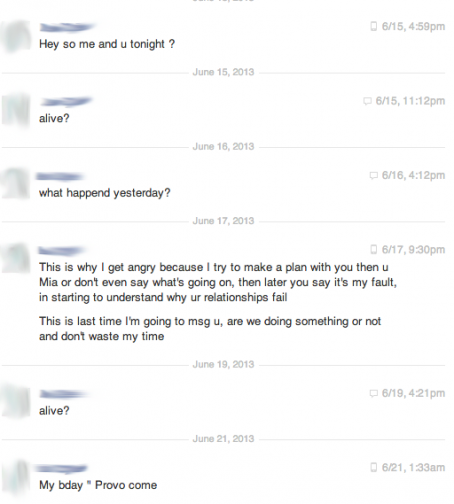 6/15, 4:59pm
Hey so me and u tonight ?
June 15, 2013
6/15, 11:12pm
alive?
June 16, 2013
6/16, 4:12pm
what happend yesterday?
June 17, 2013
6/17, 9:30pm
This is why I get angry because I try to make a plan with you then u
Mia or don't even say what's going on, then later you say it's my fault,
in starting to understand why ur relationships fail
This is last time I'm going to msg u, are we doing something or not
and don't waste my time
June 19, 2013
6/19, 4:21pm
alive?
June 21, 2013
6/21, 1:33am
My bday " Provo come